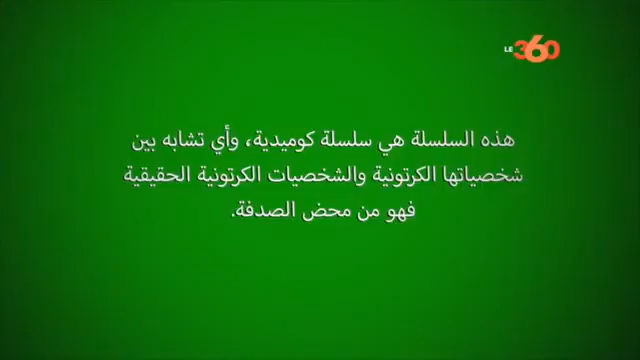 LE 360
هذه السلسلة هي سلسلة كوميدية، وأي تشابه بين
شخصياتها الكرتونية والشخصيات الكرتونية الحقيقية
فهو من محض الصدفة.